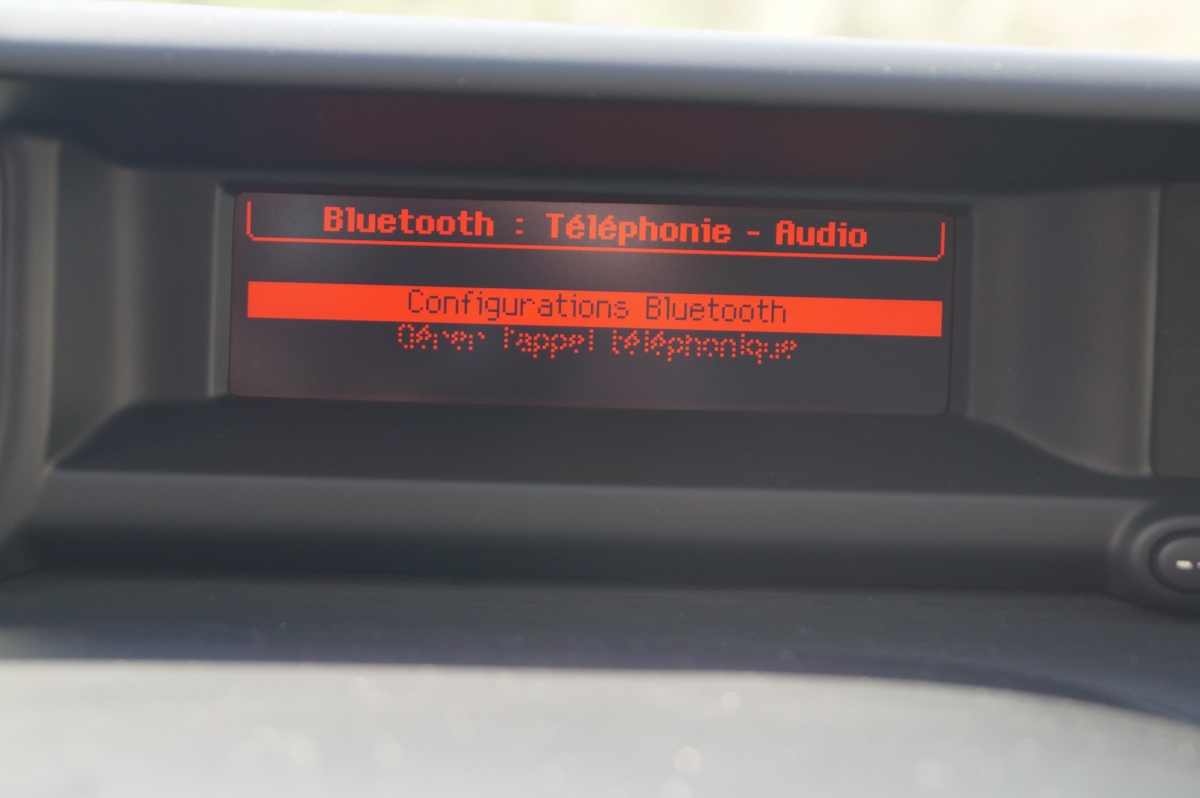 Bluetooth : Téléphonie - Audio
Configurations Bluetooth
Gérer l'appel téléphonique